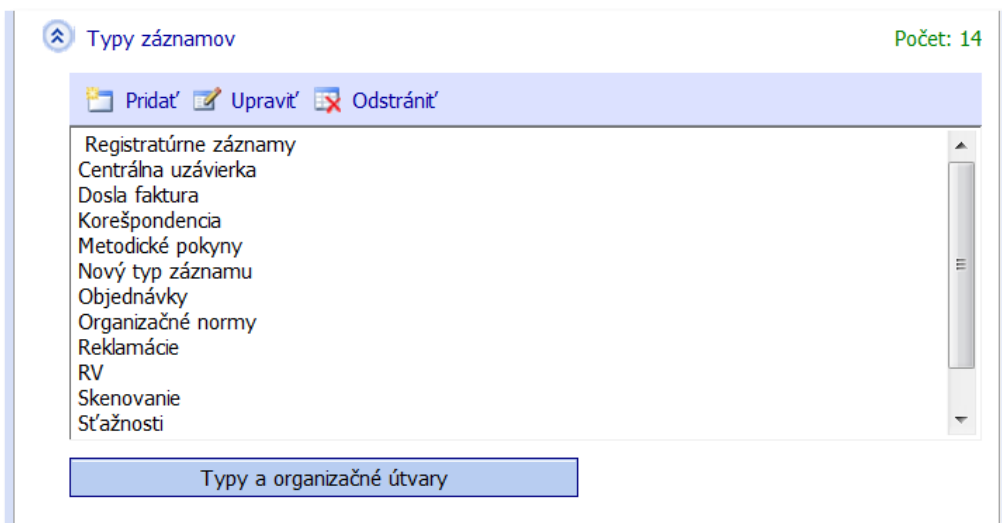 Typy záznamov Počet: 14
Pridať Upraviť Odstrániť
Registratúrne záznamy
Centrálna uzávierka
Dosla faktura
Korešpondencia
Metodické pokyny
Nový typ záznamu
Objednávky
Organizačné normy
Reklamácie
RV
Skenovanie
Sťažnosti
Typy a organizačné útvary